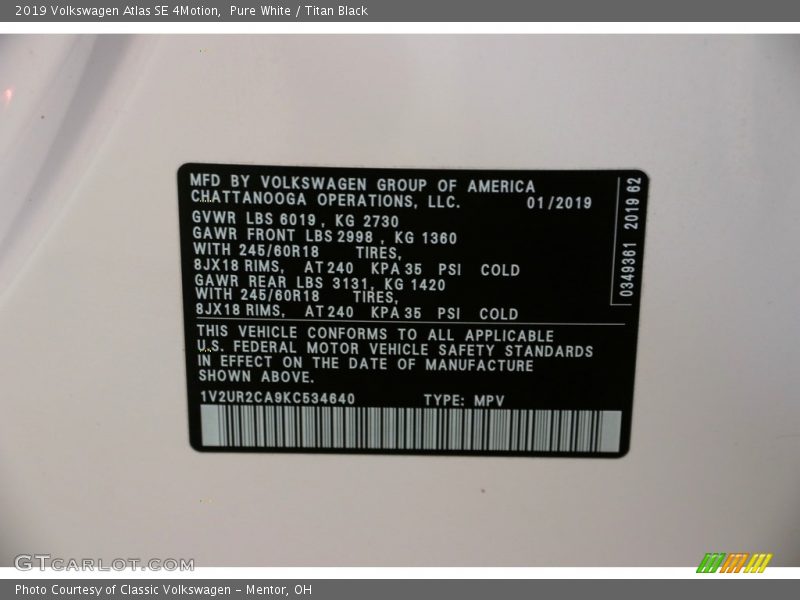 2019 Volkswagen Atlas SE 4Motion,  Pure White / Titan Black
MFD BY VOLKSWAGEN GROUP OF AMERICA
CHATTANOOGA OPERATIONS, LLC.    01/2019
GVWR LBS 6019 , KG 2730
GAWR FRONT LBS 2998 , KG 1360
WITH 245/60R18    TIRES,
8JX18 RIMS,  AT 240  KPA 35  PSI  COLD
GAWR REAR LBS 3131, KG 1420
WITH 245/60R18    TIRES,
8JX18 RIMS,  AT 240  KPA 35  PSI  COLD
0349361 2019 62
THIS VEHICLE CONFORMS TO ALL APPLICABLE
U.S. FEDERAL MOTOR VEHICLE SAFETY STANDARDS
IN EFFECT ON THE DATE OF MANUFACTURE
SHOWN ABOVE.
1V2UR2CA9KC534640    TYPE: MPV
GTCARLOT.COM
Photo Courtesy of Classic Volkswagen - Mentor, OH